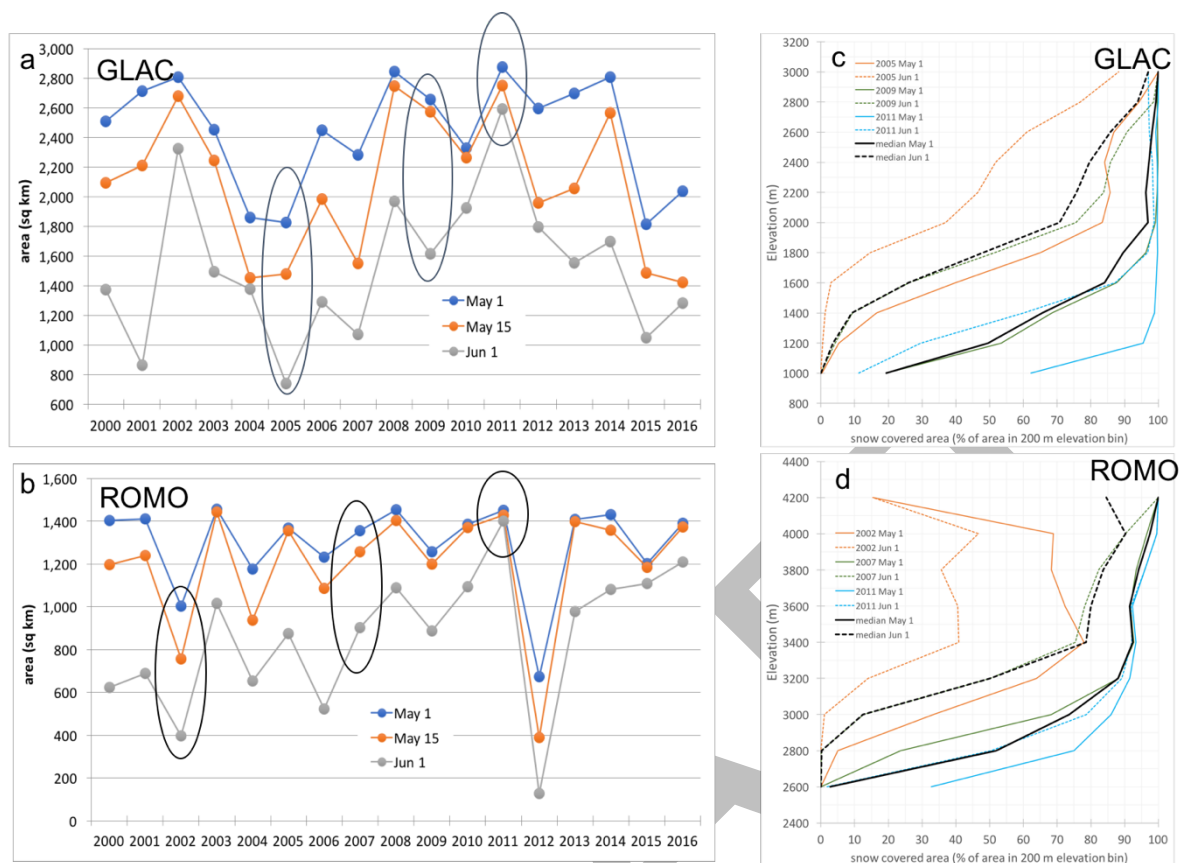 a
GLAC
3,000
2,800
2,600
2,400
2,200
2,000
1,800
1,600
1,400
1,200
1,000
800
600
area (sq km)
May 1
May 15
Jun 1
2000 2001 2002 2003 2004 2005 2006 2007 2008 2009 2010 2011 2012 2013 2014 2015 2016
c
GLAC
3200
3000
2800
2600
2400
2200
2000
1800
1600
1400
1200
1000
800
Elevation (m)
2005 May 1
2005 Jun 1
2009 May 1
2009 Jun 1
2011 May 1
2011 Jun 1
median May 1
median Jun 1
0 10 20 30 40 50 60 70 80 90 100
snow covered area (% of area in 200 m elevation bin)
b
ROMO
1,600
1,400
1,200
1,000
800
600
400
200
0
area (sq km)
May 1
May 15
Jun 1
2000 2001 2002 2003 2004 2005 2006 2007 2008 2009 2010 2011 2012 2013 2014 2015 2016
d
ROMO
4400
4200
4000
3800
3600
3400
3200
3000
2800
2600
2400
Elevation (m)
2002 May 1
2002 Jun 1
2007 May 1
2007 Jun 1
2011 May 1
2011 Jun 1
median May 1
median Jun 1
0 10 20 30 40 50 60 70 80 90 100
snow covered area (% of area in 200 m elevation bin)